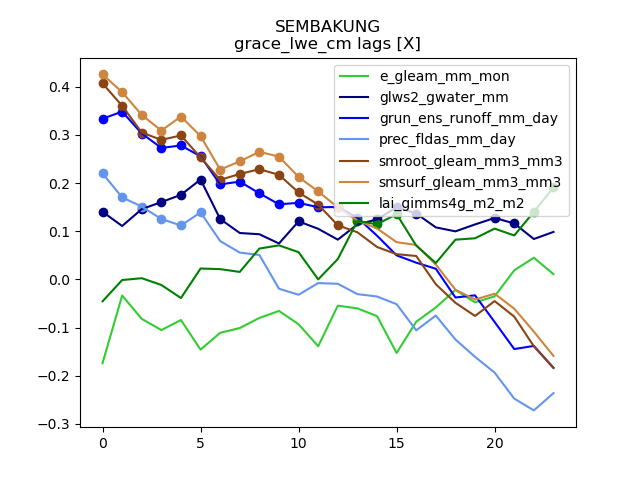 SEMBAKUNG
grace_lwe_cm lags [X]
e_gleam_mm_mon
glws2_gwater_mm
grun_ens_runoff_mm_day
prec_fldas_mm_day
smroot_gleam_mm3_mm3
smsurf_gleam_mm3_mm3
lai_gimms4g_m2_m2
0.4
0.3
0.2
0.1
0.0
−0.1
−0.2
−0.3
0 5 10 15 20